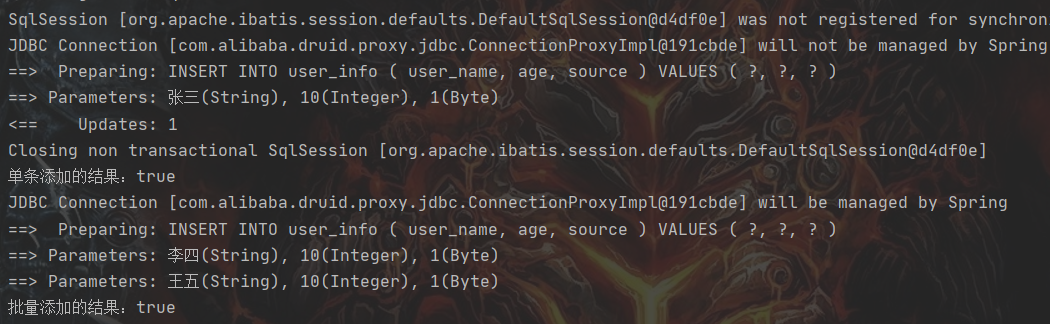 SqlSession [org.apache.ibatis.session.defaults.DefaultSqlSession@d4df0e] was not registered for synchron
JDBC Connection [com.alibaba.druid.proxy.jdbc.ConnectionProxyImpl@191cbde] will not be managed by Spring
==>  Preparing: INSERT INTO user_info ( user_name, age, source ) VALUES ( ?, ?, ? )
==> Parameters: 张三(String), 10(Integer), 1(Byte)
<==    Updates: 1
Closing non transactional SqlSession [org.apache.ibatis.session.defaults.DefaultSqlSession@d4df0e]
单条添加的结果：true
JDBC Connection [com.alibaba.druid.proxy.jdbc.ConnectionProxyImpl@191cbde] will be managed by Spring
==>  Preparing: INSERT INTO user_info ( user_name, age, source ) VALUES ( ?, ?, ? )
==> Parameters: 李四(String), 10(Integer), 1(Byte)
==> Parameters: 王五(String), 10(Integer), 1(Byte)
批量添加的结果：true